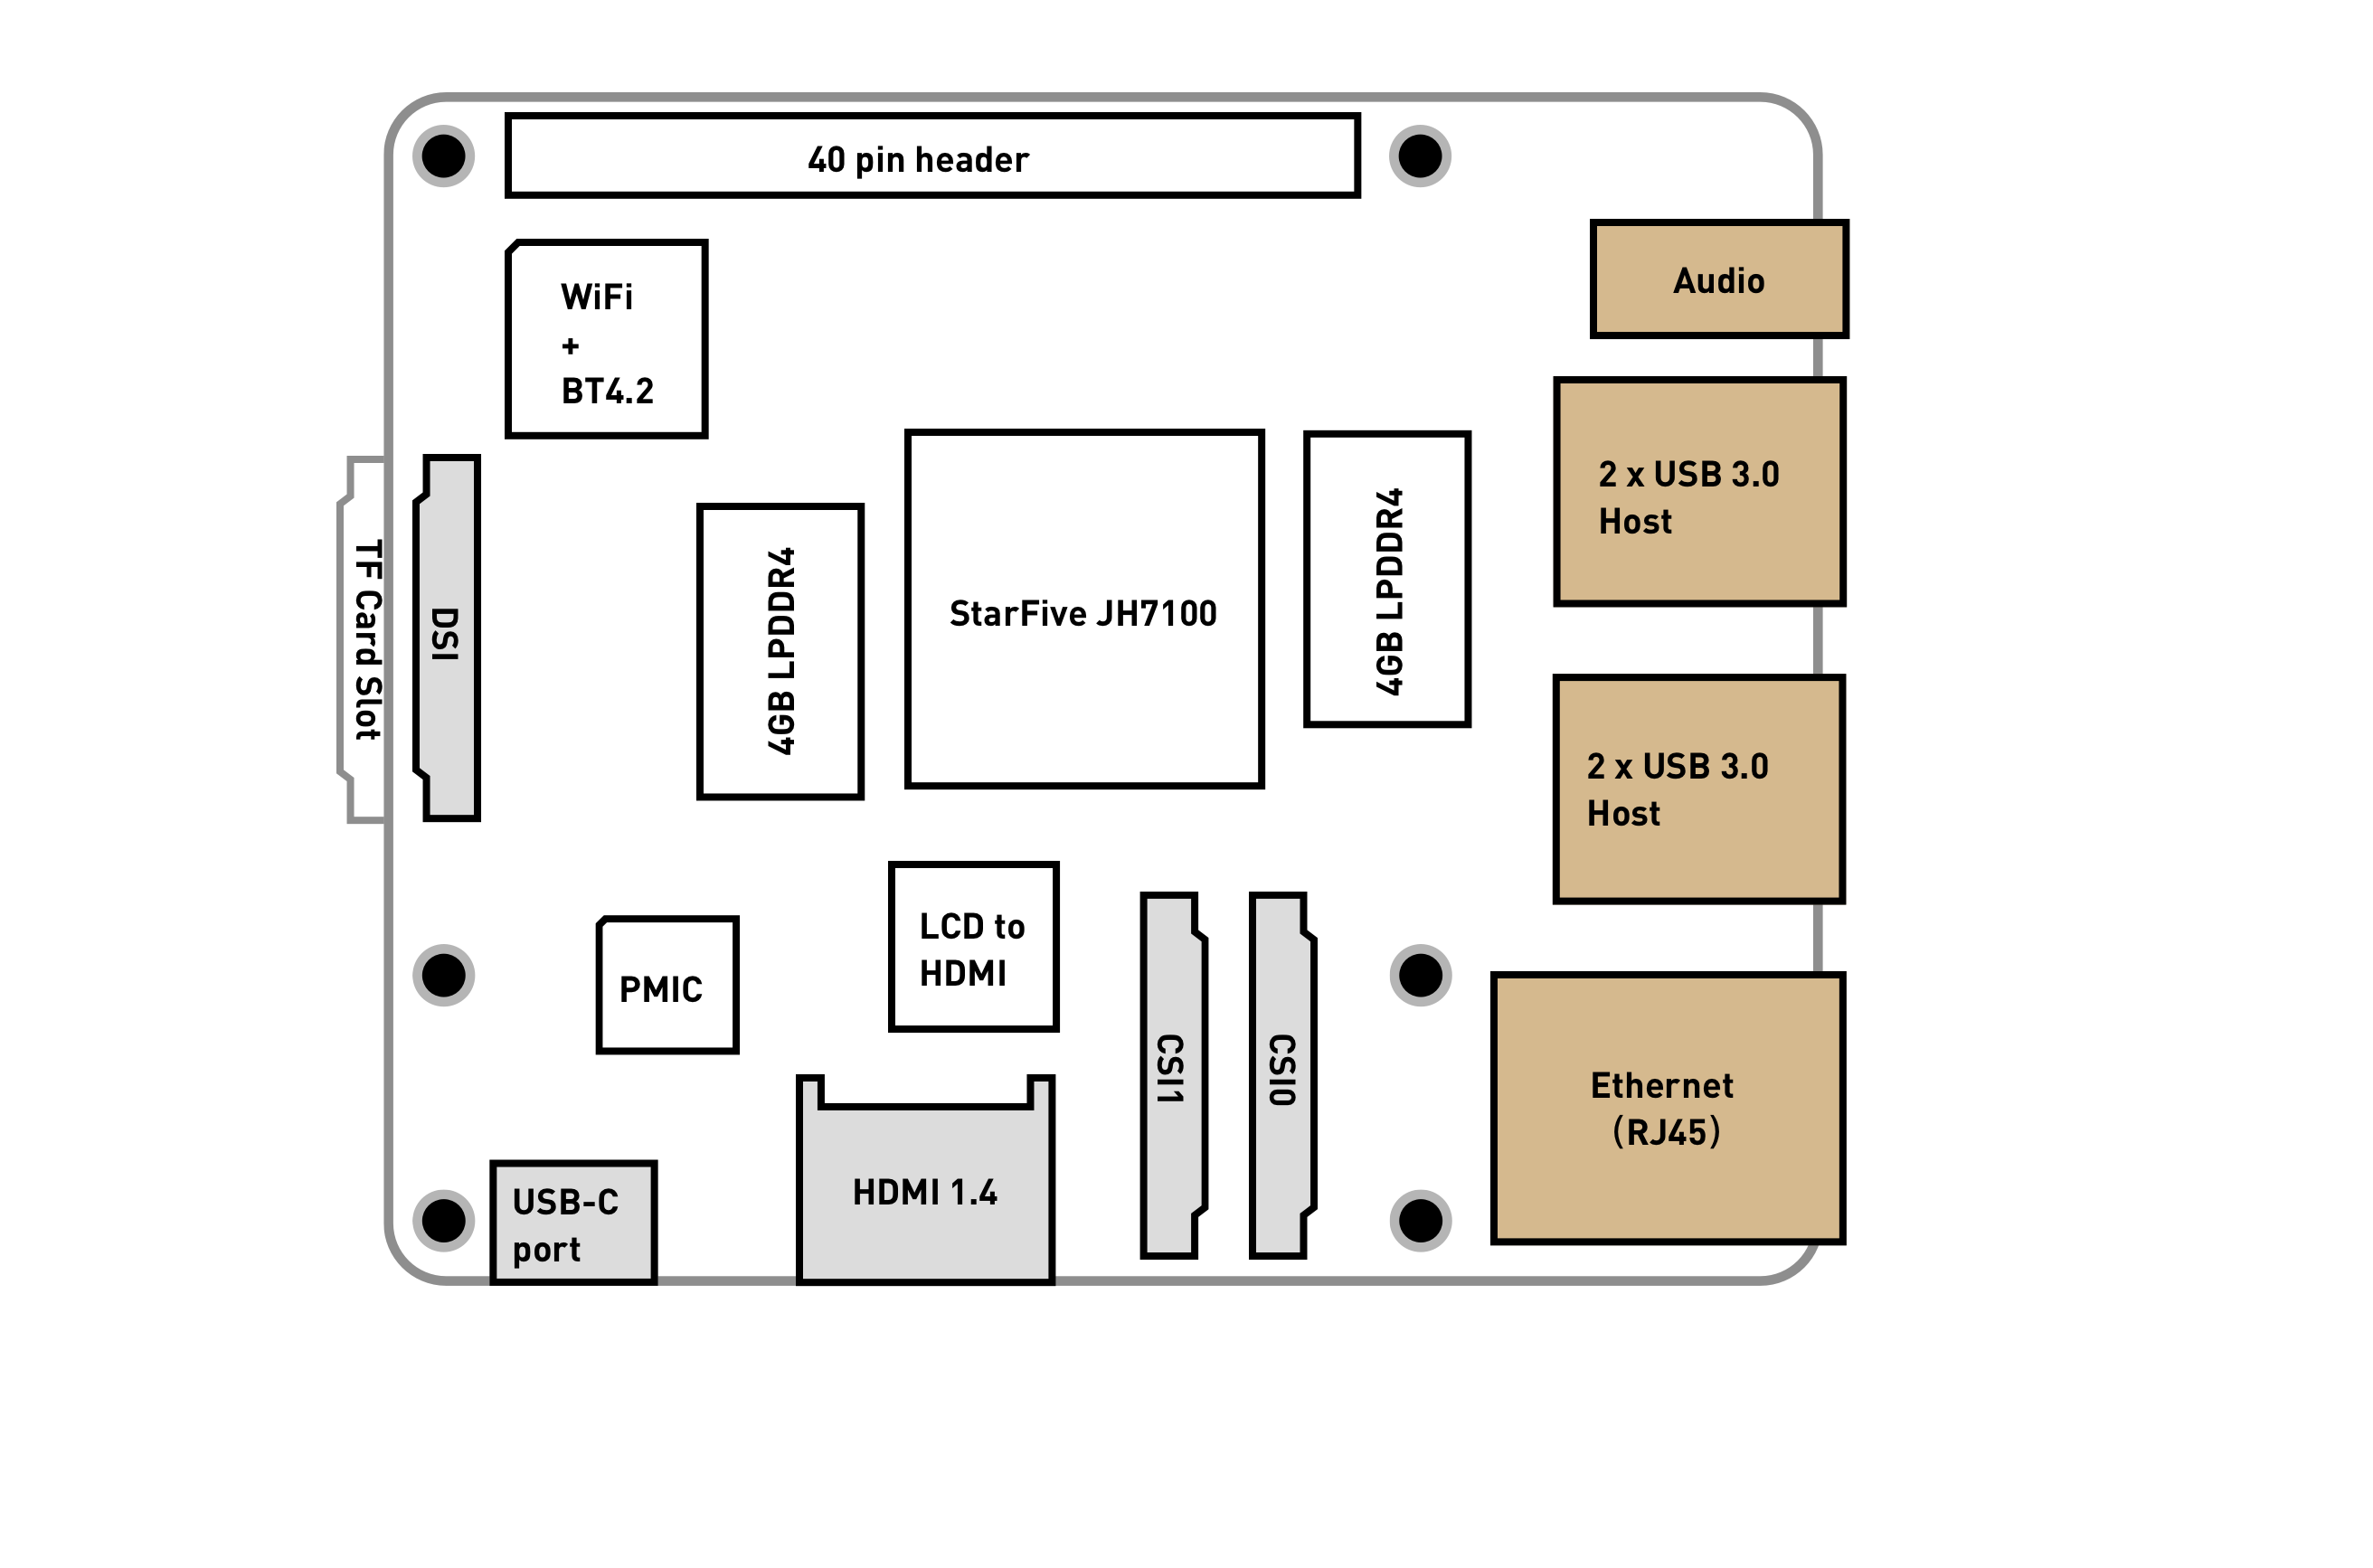 40 pin header
Audio
WiFi
+
BT4.2
2 x USB 3.0
Host
TF Card Slot
DSI
4GB LPDDR4
StarFive JH7100
4GB LPDDR4
2 x USB 3.0
Host
PMIC
LCD to
HDMI
CSI1
CSI0
Ethernet
(RJ45)
USB-C
port
HDMI 1.4